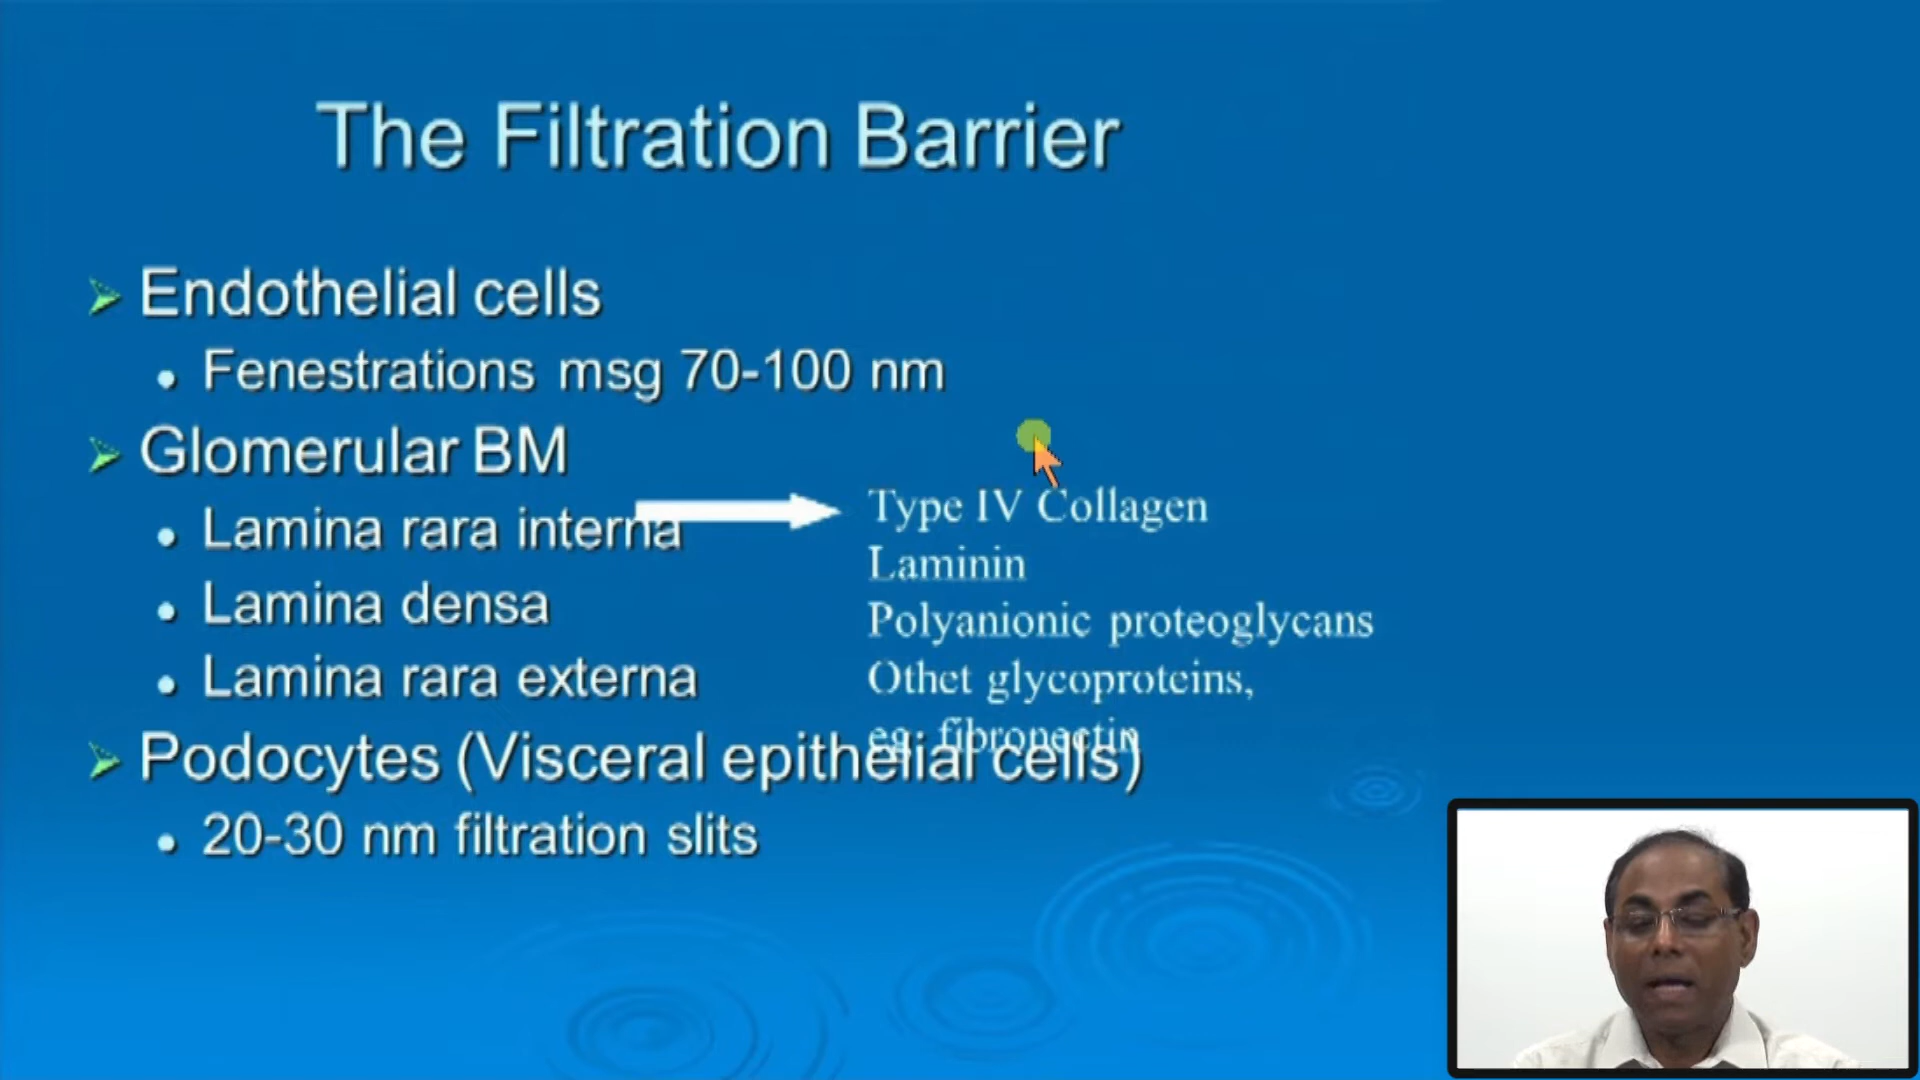 The Filtration Barrier
Endothelial cells
Fenestrations msg 70-100 nm
Glomerular BM
Lamina rara interna
Lamina densa
Lamina rara externa
Type IV Collagen
Laminin
Polyanionic proteoglycans
Othet glycoproteins,
eg. fibronectin
Podocytes (Visceral epithelial cells)
20-30 nm filtration slits